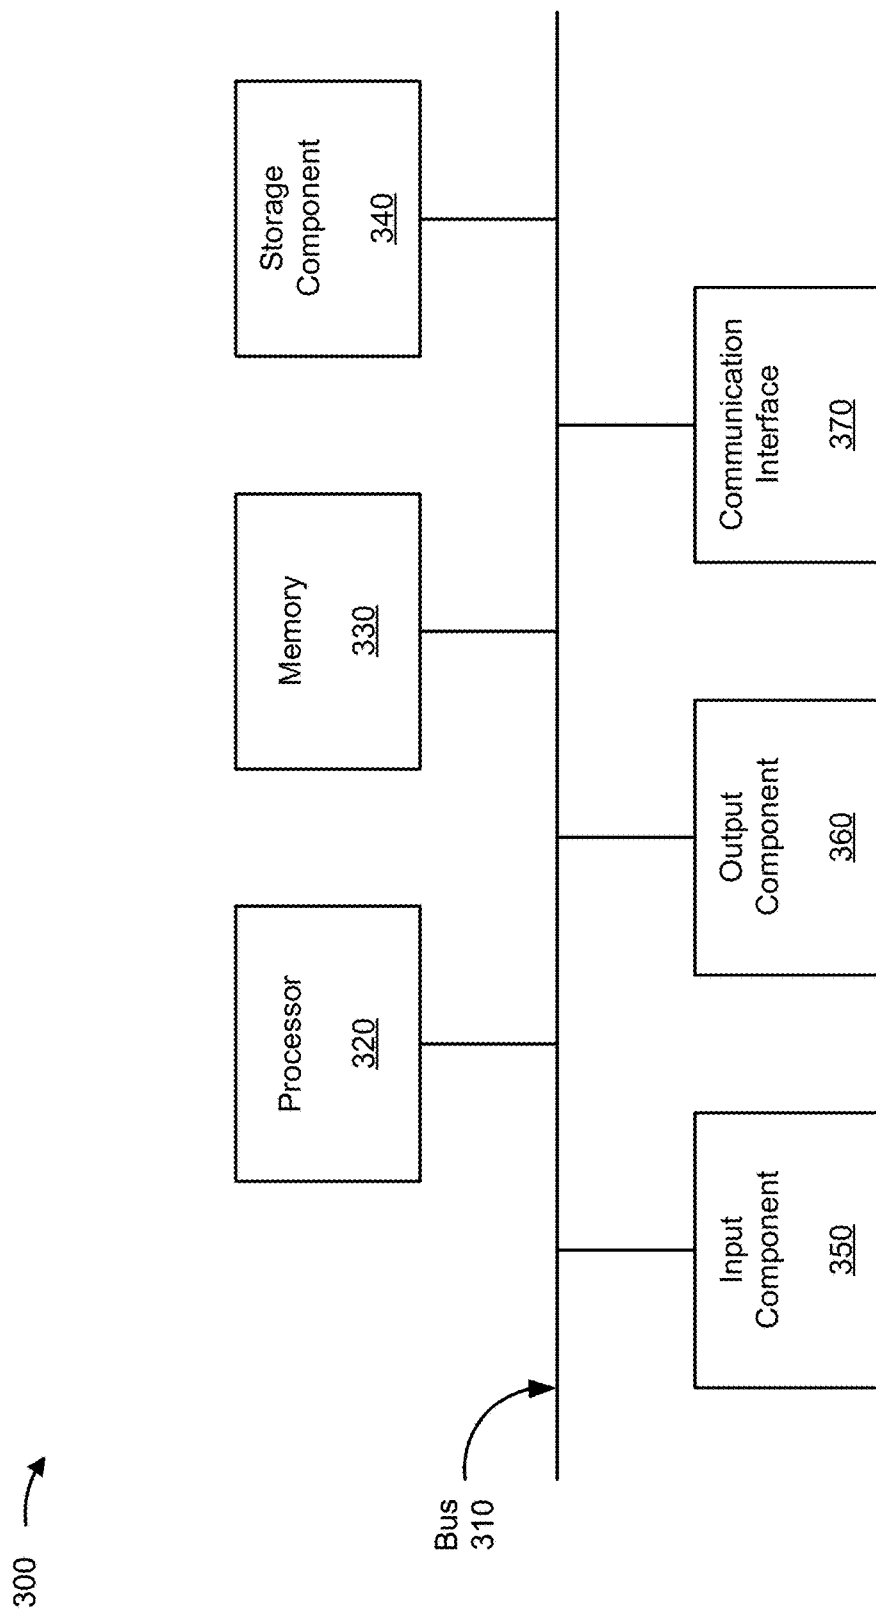 300
Processor
320
Memory
330
Storage
Component
340
Bus
310
Input
Component
350
Output
Component
360
Communication
Interface
370